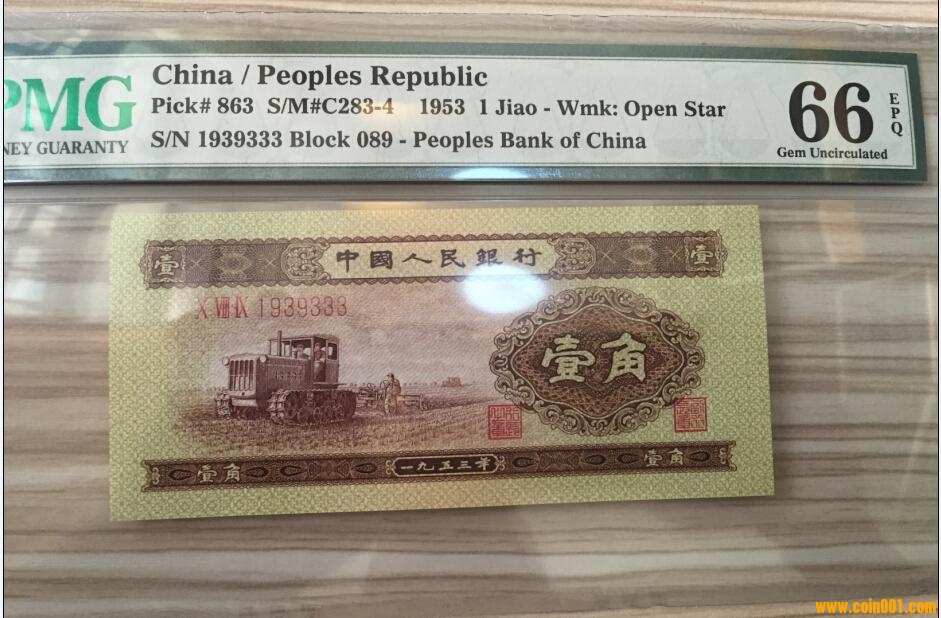 PMG
NEY GUARANTY
China / Peoples Republic
Pick# 863 S/M#C283-4 1953 1 Jiao - Wmk: Open Star
S/N 1939333 Block 089 - Peoples Bank of China
66
EPQ
Gem Uncirculated
壹
中國人民銀行
壹
X VIII IX 1939333
壹角
壹角
一九五三年
壹角
www.coin001.com